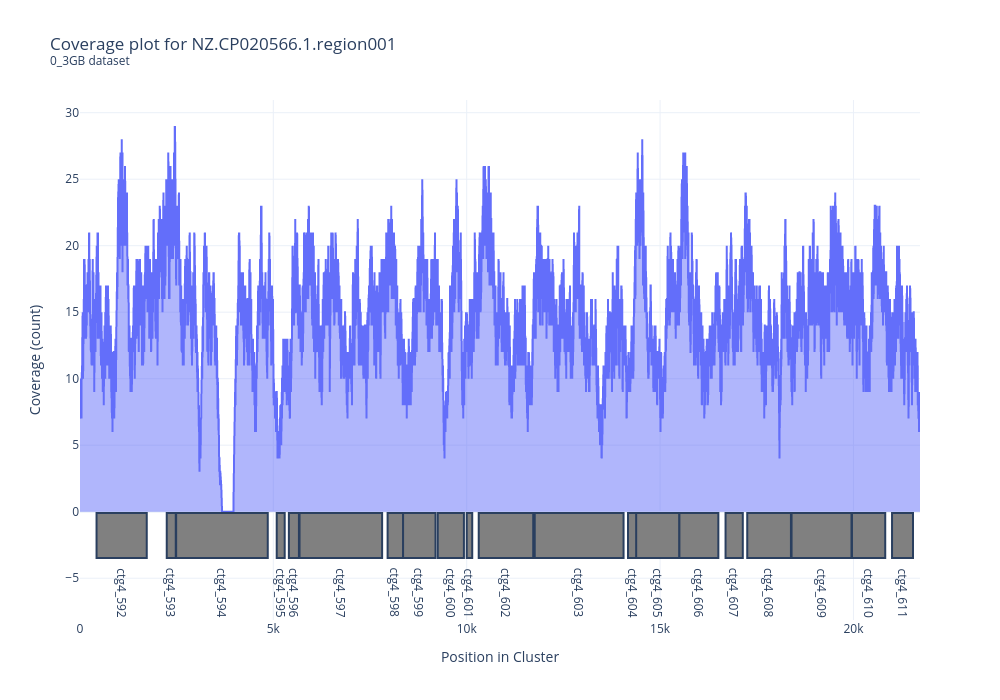 Coverage plot for NZ.CP020566.1.region001
0_3GB dataset
30
25
20
15
10
5
0
−5
Coverage (count)
ctg4_592
ctg4_593
ctg4_594
ctg4_595
ctg4_596
ctg4_597
ctg4_598
ctg4_599
ctg4_600
ctg4_601
ctg4_602
ctg4_603
ctg4_604
ctg4_605
ctg4_606
ctg4_607
ctg4_608
ctg4_609
ctg4_610
ctg4_611
0
5k
10k
15k
20k
Position in Cluster